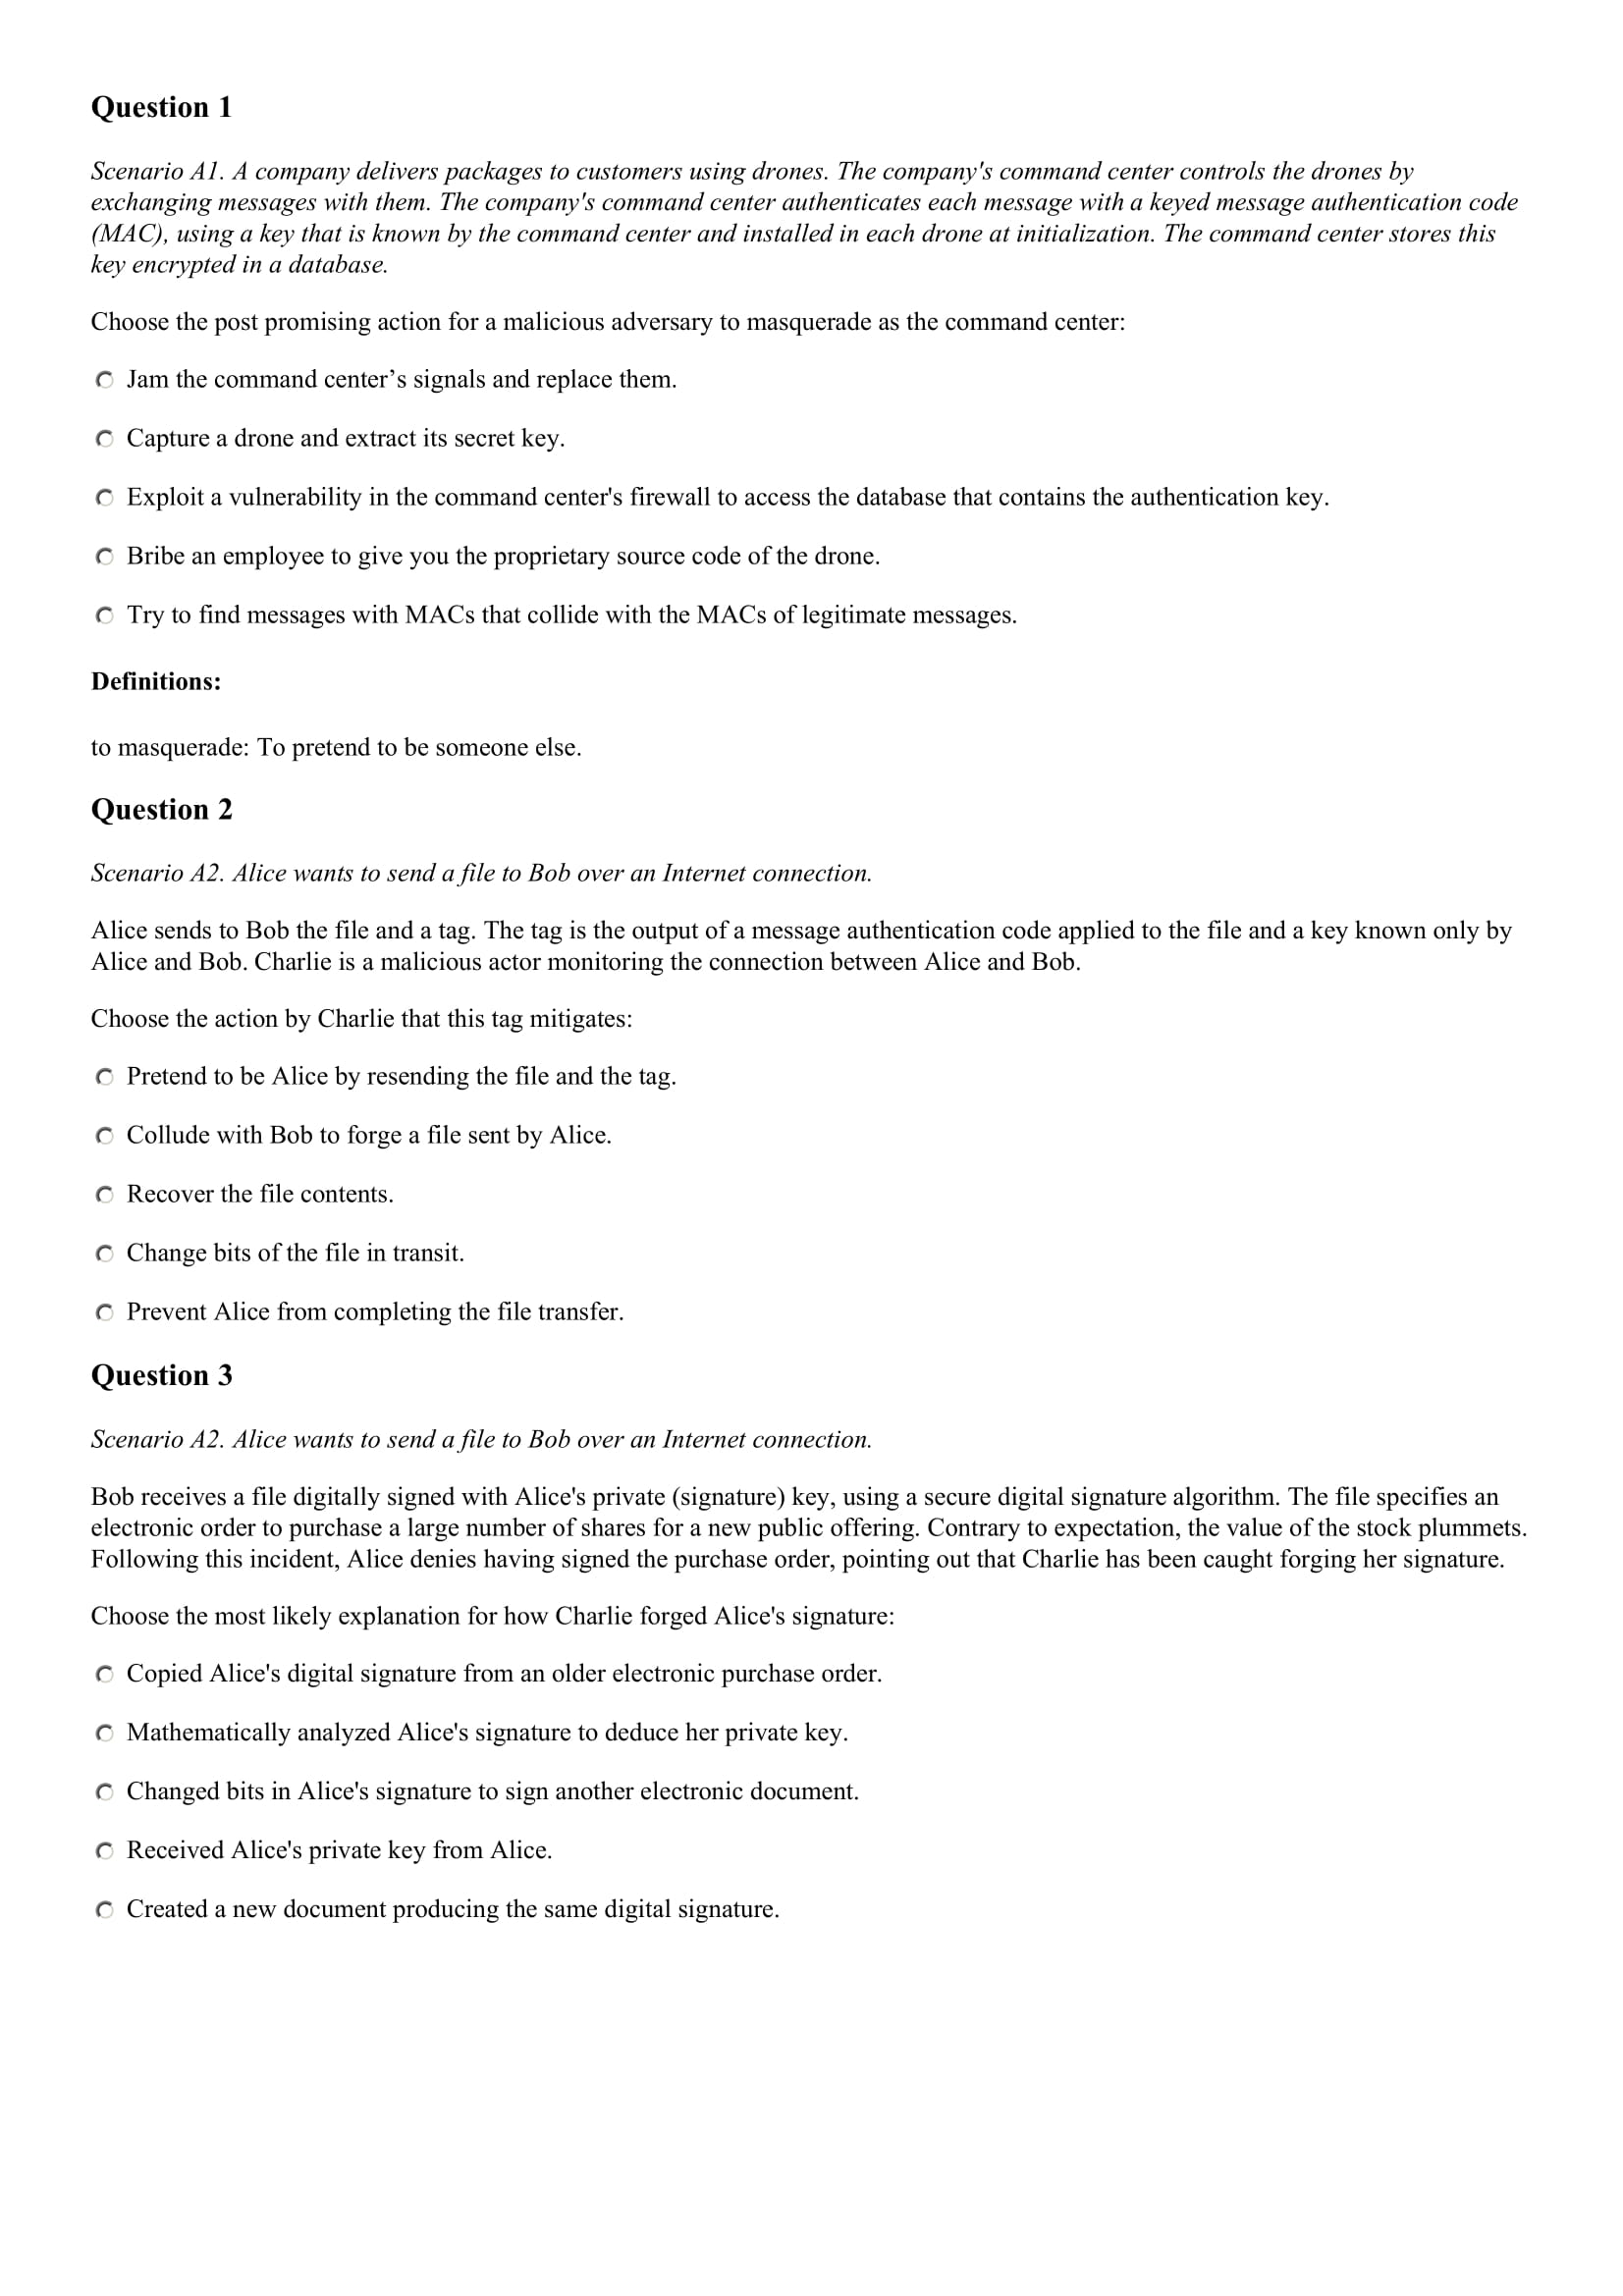 Question 1
Scenario A1. A company delivers packages to customers using drones. The company's command center controls the drones by
exchanging messages with them. The company's command center authenticates each message with a keyed message authentication code
(MAC), using a key that is known by the command center and installed in each drone at initialization. The command center stores this
key encrypted in a database.
Choose the post promising action for a malicious adversary to masquerade as the command center:
Jam the command center’s signals and replace them.
Capture a drone and extract its secret key.
Exploit a vulnerability in the command center's firewall to access the database that contains the authentication key.
Bribe an employee to give you the proprietary source code of the drone.
Try to find messages with MACs that collide with the MACs of legitimate messages.
Definitions:
to masquerade: To pretend to be someone else.
Question 2
Scenario A2. Alice wants to send a file to Bob over an Internet connection.
Alice sends to Bob the file and a tag. The tag is the output of a message authentication code applied to the file and a key known only by
Alice and Bob. Charlie is a malicious actor monitoring the connection between Alice and Bob.
Choose the action by Charlie that this tag mitigates:
Pretend to be Alice by resending the file and the tag.
Collude with Bob to forge a file sent by Alice.
Recover the file contents.
Change bits of the file in transit.
Prevent Alice from completing the file transfer.
Question 3
Scenario A2. Alice wants to send a file to Bob over an Internet connection.
Bob receives a file digitally signed with Alice's private (signature) key, using a secure digital signature algorithm. The file specifies an
electronic order to purchase a large number of shares for a new public offering. Contrary to expectation, the value of the stock plummets.
Following this incident, Alice denies having signed the purchase order, pointing out that Charlie has been caught forging her signature.
Choose the most likely explanation for how Charlie forged Alice's signature:
Copied Alice's digital signature from an older electronic purchase order.
Mathematically analyzed Alice's signature to deduce her private key.
Changed bits in Alice's signature to sign another electronic document.
Received Alice's private key from Alice.
Created a new document producing the same digital signature.